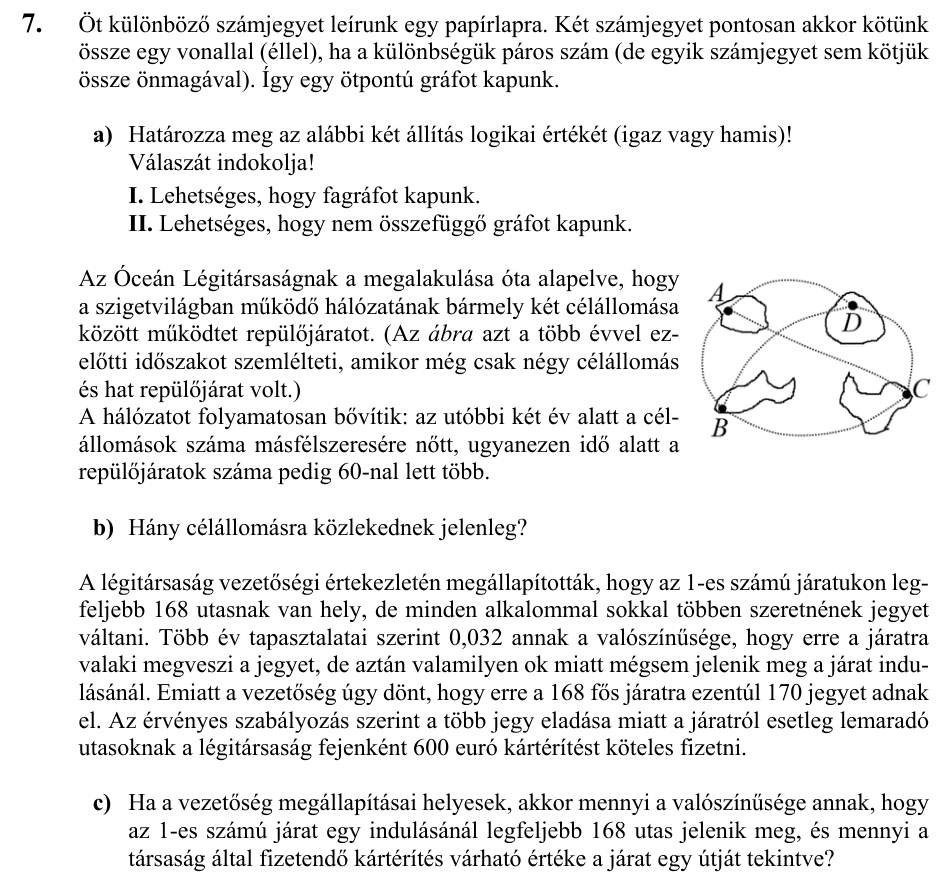 7. Öt különböző számjegyet leírunk egy papírlapra. Két számjegyet pontosan akkor kötünk
össze egy vonallal (éllel), ha a különbségük páros szám (de egyik számjegyet sem kötjük
össze önmagával). Így egy ötpontú gráfot kapunk.
a) Határozza meg az alábbi két állítás logikai értékét (igaz vagy hamis)!
Válaszát indokolja!
I. Lehetséges, hogy fagráfot kapunk.
II. Lehetséges, hogy nem összefüggő gráfot kapunk.
Az Óceán Légitársaságnak a megalakulása óta alapelve, hogy
a szigetvilágban működő hálózatának bármely két célállomása
között működtet repülőjáratot. (Az ábra azt a több évvel ez-
előtti időszakot szemlélteti, amikor még csak négy célállomás
és hat repülőjárat volt.)
A hálózatot folyamatosan bővítik: az utóbbi két év alatt a cél-
állomások száma másfélszeresére nőtt, ugyanezen idő alatt a
repülőjáratok száma pedig 60-nal lett több.
A
D
C
B
b) Hány célállomásra közlekednek jelenleg?
A légitársaság vezetőségi értekezletén megállapították, hogy az 1-es számú járatukon leg-
feljebb 168 utasnak van hely, de minden alkalommal sokkal többen szeretnének jegyet
váltani. Több év tapasztalatai szerint 0,032 annak a valószínűsége, hogy erre a járatra
valaki megveszi a jegyet, de aztán valamilyen ok miatt mégsem jelenik meg a járat indu-
lásánál. Emiatt a vezetőség úgy dönt, hogy erre a 168 fős járatra ezentúl 170 jegyet adnak
el. Az érvényes szabályozás szerint a több jegy eladása miatt a járatról esetleg lemaradó
utasoknak a légitársaság fejenként 600 euró kártérítést köteles fizetni.
c) Ha a vezetőség megállapításai helyesek, akkor mennyi a valószínűsége annak, hogy
az 1-es számú járat egy indulásánál legfeljebb 168 utas jelenik meg, és mennyi a
társaság által fizetendő kártérítés várható értéke a járat egy útját tekintve?